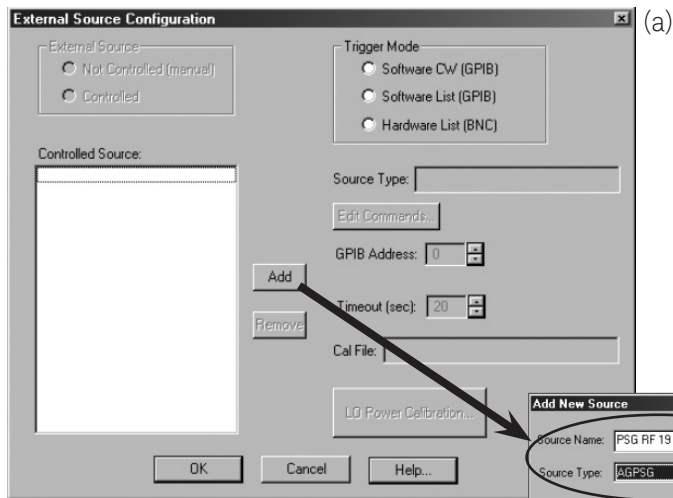 External Source Configuration
(a)
External Source
Not Controlled (manual)
Controlled
Trigger Mode
Software CW (GPIB)
Software List (GPIB)
Hardware List (BNC)
Controlled Source:
Source Type:
Edit Commands...
GPIB Address: 0
Add
Timeout (sec): 20
Remove
Cal File:
LO Power Calibration...
Add New Source
Source Name: PSG RF 19
Source Type: AGPSG
OK Cancel Help...